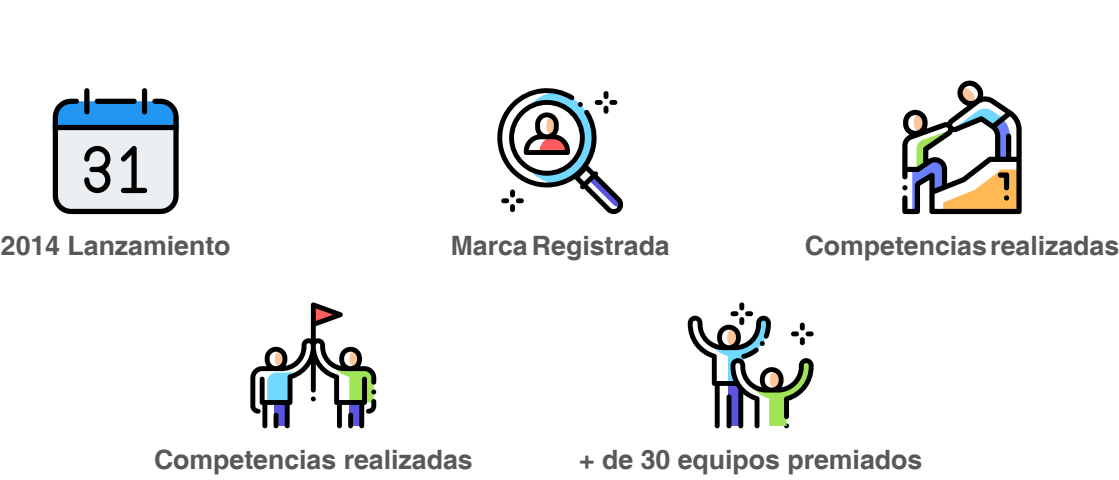 31
2014 Lanzamiento
Marca Registrada
Competencias realizadas
Competencias realizadas
+ de 30 equipos premiados